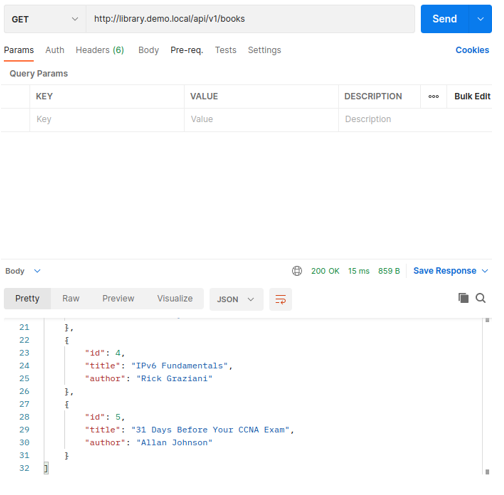 GET http://library.demo.local/api/v1/books Send
Params Auth Headers (6) Body Pre-req. Tests Settings Cookies
Query Params
KEY VALUE DESCRIPTION ooo Bulk Edit
Key Value Description
Body 200 OK 15 ms 859 B Save Response
Pretty Raw Preview Visualize JSON
21 },
22 {
23 "id": 4,
24 "title": "IPv6 Fundamentals",
25 "author": "Rick Graziani"
26 },
27 {
28 "id": 5,
29 "title": "31 Days Before Your CCNA Exam",
30 "author": "Allan Johnson"
31 }
32 ]